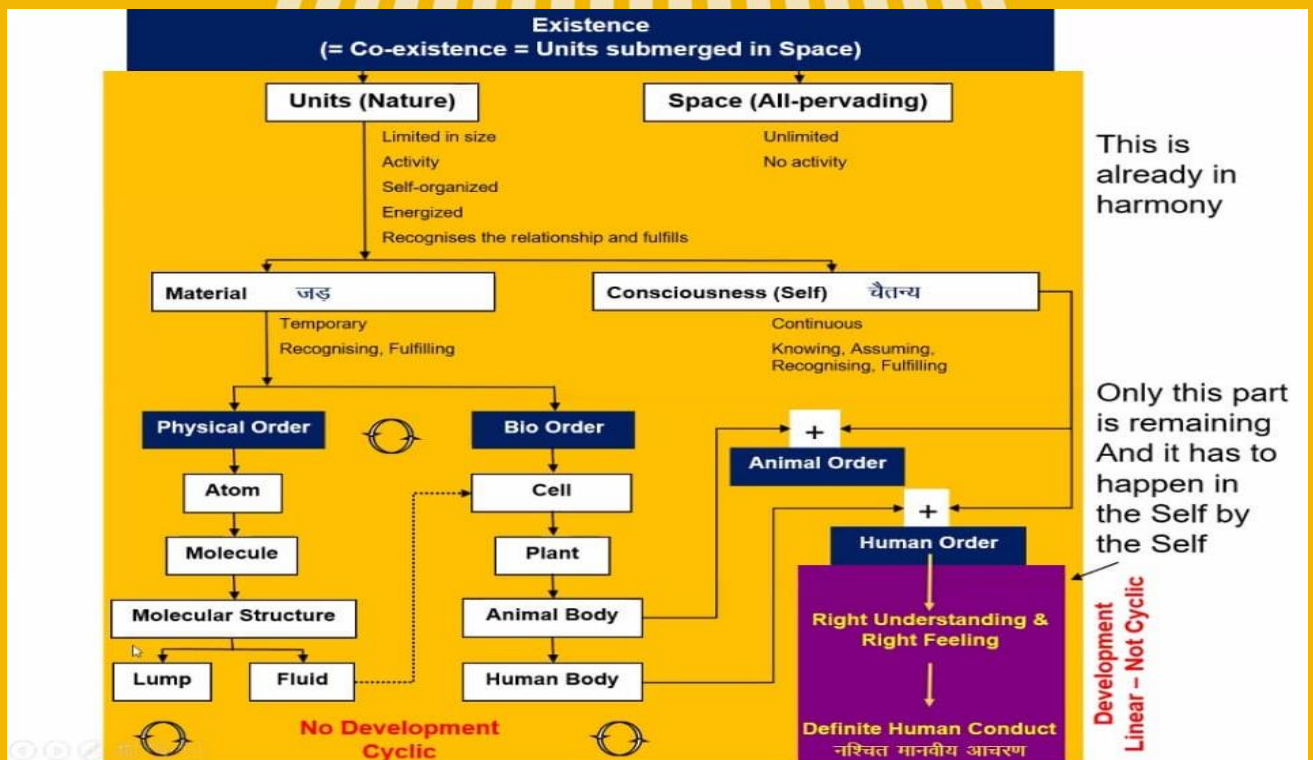 Existence
(= Co-existence = Units submerged in Space)
Units (Nature)
Space (All-pervading)
Limited in size
Activity
Self-organized
Energized
Recognises the relationship and fulfills
Unlimited
No activity
This is
already in
harmony
Material जड़
Consciousness (Self) चैतन्य
Temporary
Recognising, Fulfilling
Continuous
Knowing, Assuming,
Recognising, Fulfilling
Physical Order
Bio Order
+
Animal Order
Only this part
is remaining
And it has to
happen in
the Self by
the Self
Atom
Cell
+
Human Order
Molecule
Plant
Molecular Structure
Animal Body
Right Understanding &
Right Feeling
Lump
Fluid
Human Body
Definite Human Conduct
नश्चित मानवीय आचरण
No Development
Cyclic
Development
Linear – Not Cyclic